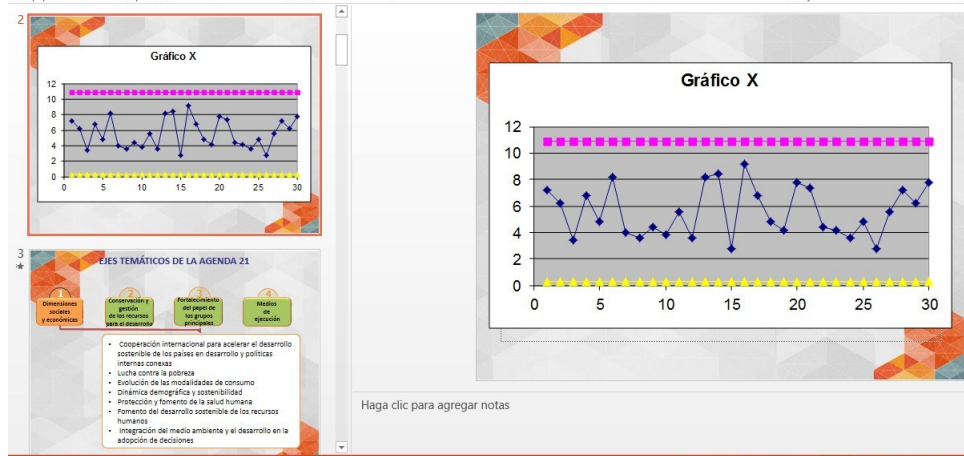 2
Gráfico X
12
10
8
6
4
2
0
0 5 10 15 20 25 30
3
EJES TEMÁTICOS DE LA AGENDA 21
1
Dimensiones
sociales
y económicas
2
Conservación y
gestión
de los recursos
para el desarrollo
3
Fortalecimiento
del papel de
los grupos
principales
4
Medios
de
ejecución
• Cooperación internacional para acelerar el desarrollo
sostenible de los países en desarrollo y políticas
internas conexas
• Lucha contra la pobreza
• Evolución de las modalidades de consumo
• Dinámica demográfica y sostenibilidad
• Protección y fomento de la salud humana
• Fomento del desarrollo sostenible de los recursos
humanos
• Integración del medio ambiente y el desarrollo en la
adopción de decisiones
Gráfico X
12
10
8
6
4
2
0
0 5 10 15 20 25 30
Haga clic para agregar notas